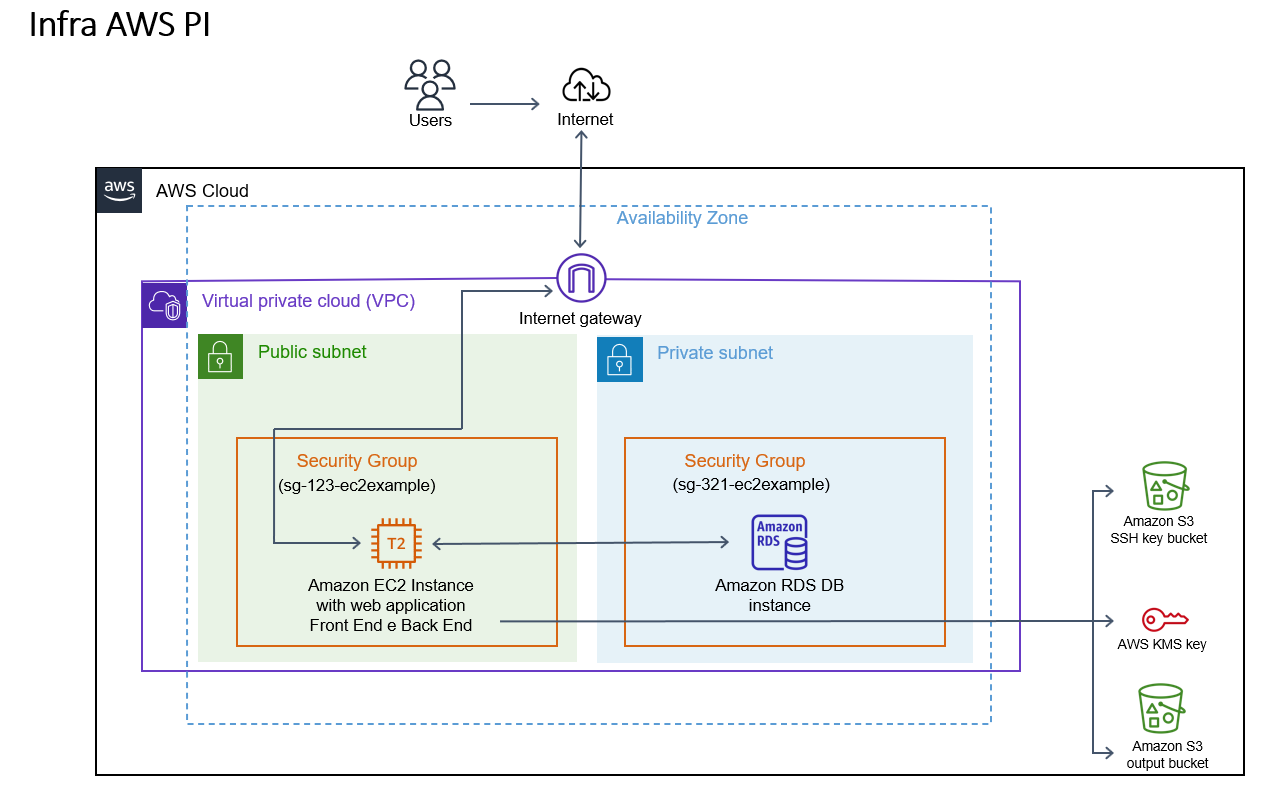 Infra AWS PI
Users
Internet
aws
AWS Cloud
Availability Zone
Virtual private cloud (VPC)
Internet gateway
Public subnet
Private subnet
Security Group
(sg-123-ec2example)
Security Group
(sg-321-ec2example)
T2
Amazon EC2 Instance
with web application
Front End e Back End
Amazon
RDS
Amazon RDS DB
instance
Amazon S3
SSH key bucket
AWS KMS key
Amazon S3
output bucket